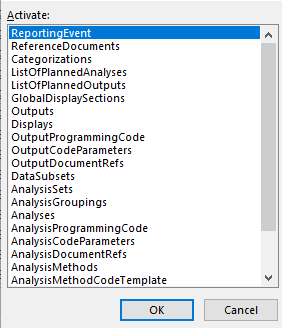 Activate:
ReportingEvent
ReferenceDocuments
Categorizations
ListOfPlannedAnalyses
ListOfPlannedOutputs
GlobalDisplaySections
Outputs
Displays
OutputProgrammingCode
OutputCodeParameters
OutputDocumentRefs
DataSubsets
AnalysisSets
AnalysisGroupings
Analyses
AnalysisProgrammingCode
AnalysisCodeParameters
AnalysisDocumentRefs
AnalysisMethods
AnalysisMethodCodeTemplate
OK Cancel